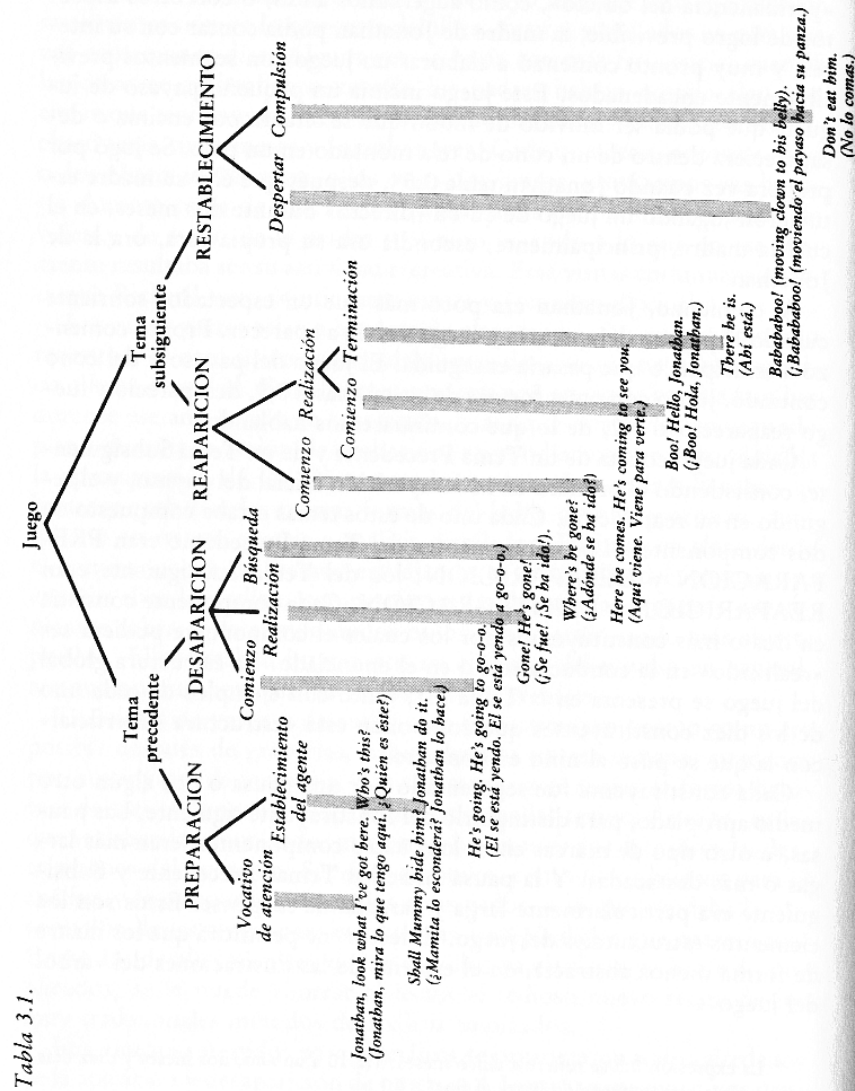 Tabla 3.1.
Juego
Tema
precedente
Tema
subsiguiente
PREPARACION
DESAPARICION
REAPARICION
RESTABLECIMIENTO
Vocativo
de atención
Establecimiento
del agente
Comienzo
Realización
Búsqueda
Comienzo
Realización
Comienzo
Terminación
Despertar
Compulsión
Jonathan, look what I've got here. Who's this?
(Jonathan, mira lo que tengo aquí. ¿Quién es éste?)
Shall Mummy hide him? Jonathan do it.
(¿Mamita lo esconderá? Jonathan lo hace.)
He's going. He's going to go-o-o.
(El se está yendo. El se está yendo a go-o-o.)
Gone! He's gone!
(¡Se fue! ¡Se ha ido!).
Where's he gone?
(¿Adónde se ha ido?)
Here he comes. He's coming to see you.
(Aquí viene. Viene para verte.)
Boo! Hello, Jonathan.
(¡Boo! Hola, Jonathan.)
There he is.
(Ahí está.)
Babababoo! (moving clown to his belly).
(¡Babababoo! (moviendo el payaso hacia su panza.)
Don't eat him.
(No lo comas.)